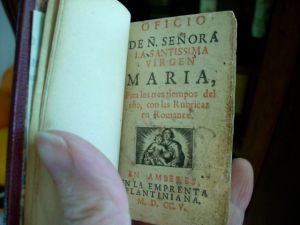 OFICIO
DE Ñ. SEÑORA
LA SANTISSIMA
VIRGEN
MARIA,
Para los tres tiempos del
año, con las Rubricas
en Romance.
EN AMBERES,
EN LA EMPRENTA
PLANTINIANA.
M. D. CC. V.